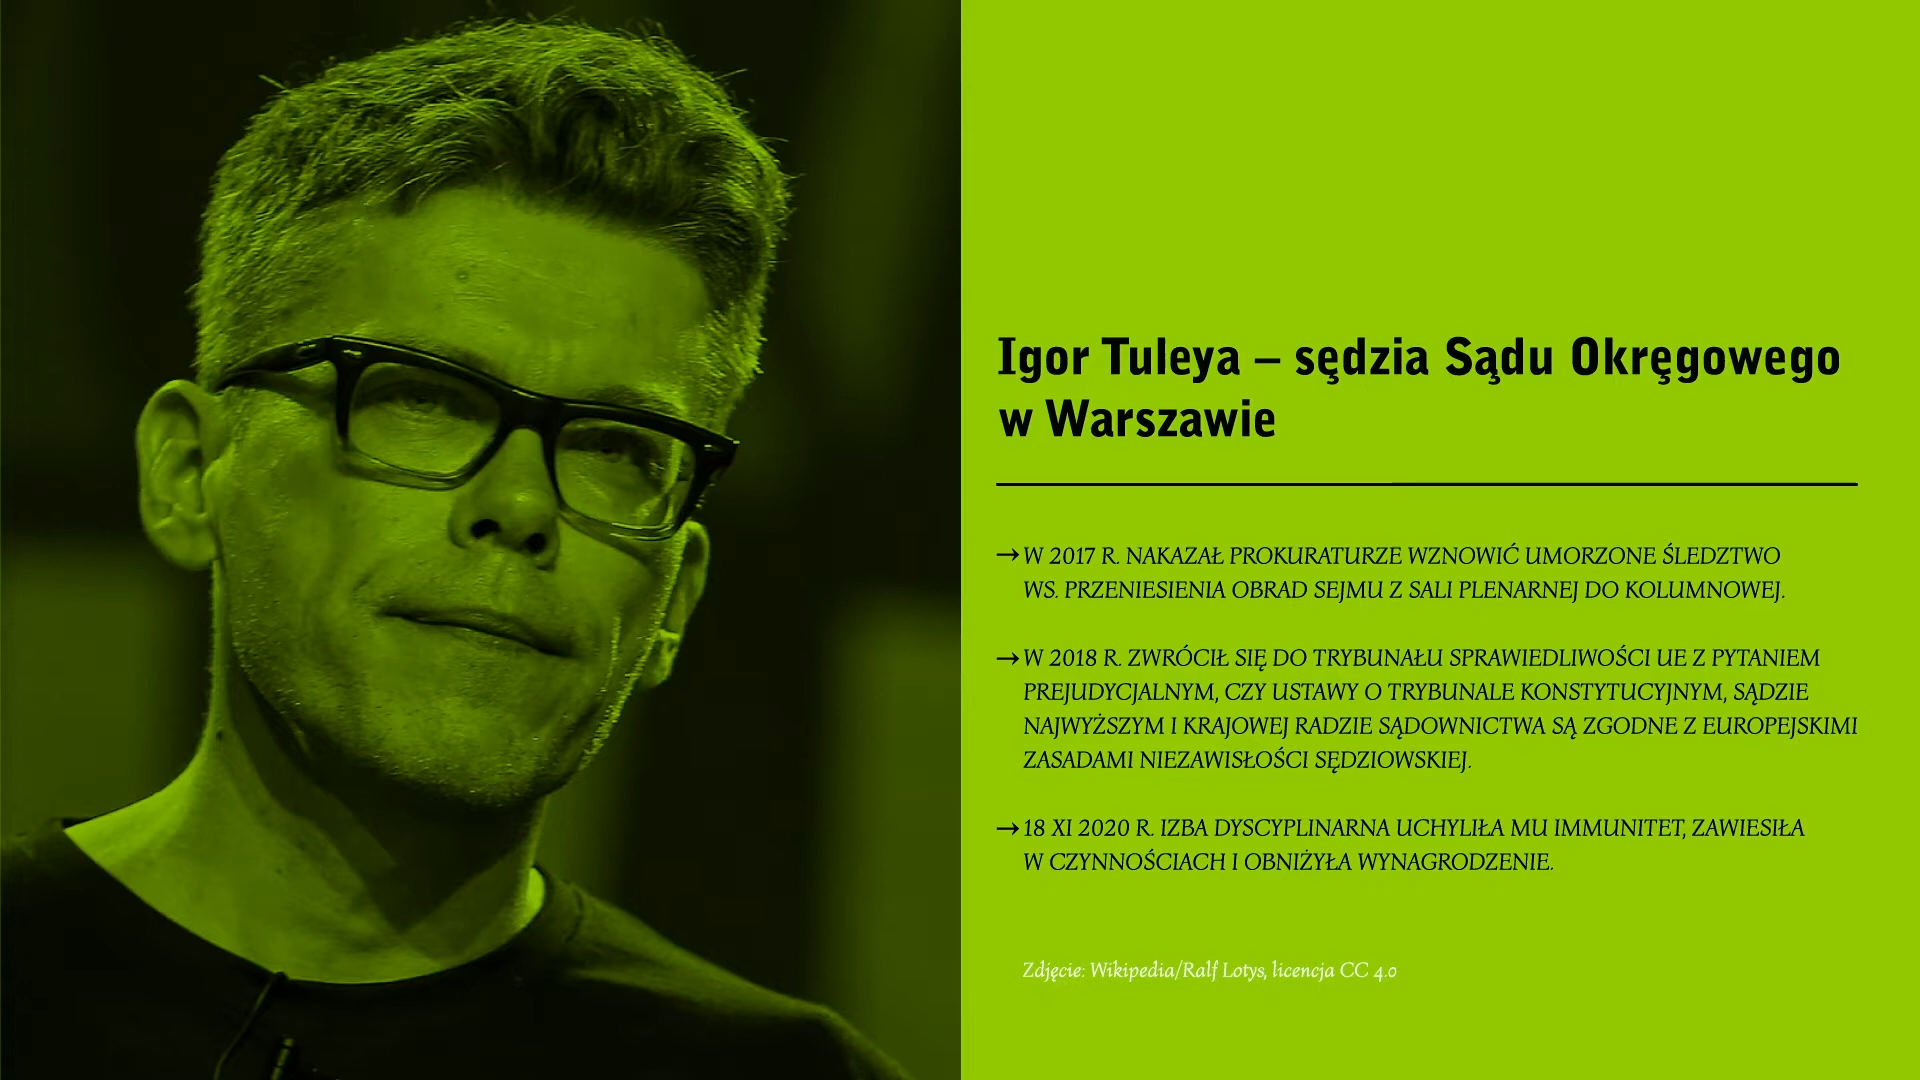 Igor Tuleya – sędzia Sądu Okręgowego
w Warszawie
→ W 2017 R. NAKAZAŁ PROKURATURZE WZNOWIĆ UMORZONE ŚLEDZTWO
WS. PRZENIESIENIA OBRAD SEJMU Z SALI PLENARNEJ DO KOLUMNOWEJ.
→ W 2018 R. ZWRÓCIŁ SIĘ DO TRYBUNAŁU SPRAWIEDLIWOŚCI UE Z PYTANIEM
PREJUDYCJALNYM, CZY USTAWY O TRYBUNALE KONSTYTUCYJNYM, SĄDZIE
NAJWYŻSZYM I KRAJOWEJ RADZIE SĄDOWNICTWA SĄ ZGODNE Z EUROPEJSKIMI
ZASADAMI NIEZAWISŁOŚCI SĘDZIOWSKIEJ.
→ 18 XI 2020 R. IZBA DYSCYPLINARNA UCHYLIŁA MU IMMUNITET, ZAWIESIŁA
W CZYNNOŚCIACH I OBNIŻYŁA WYNAGRODZENIE.
Zdjęcie: Wikipedia/Ralf Lotys, licencja CC 4.0